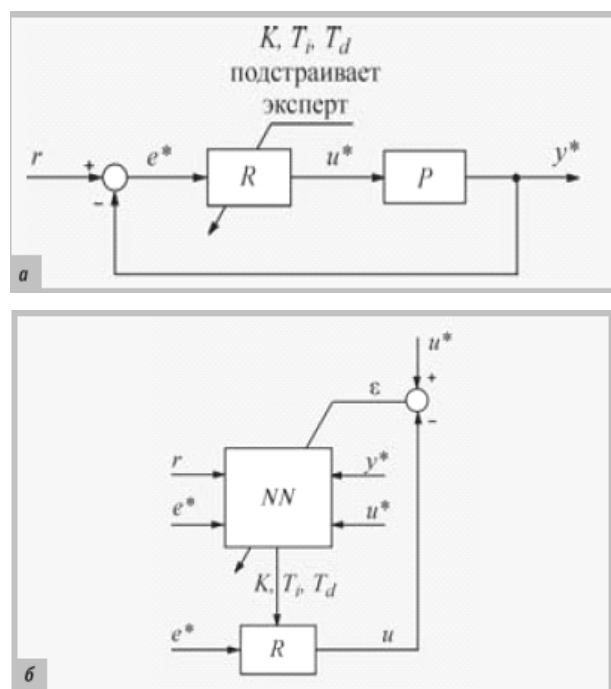 K, Tᵢ, T_d
подстраивает
эксперт
r
+
−
e*
R
u*
P
y*
а
u*
+
−
ε
r
e*
NN
y*
u*
K, Tᵢ, T_d
e*
R
u
б